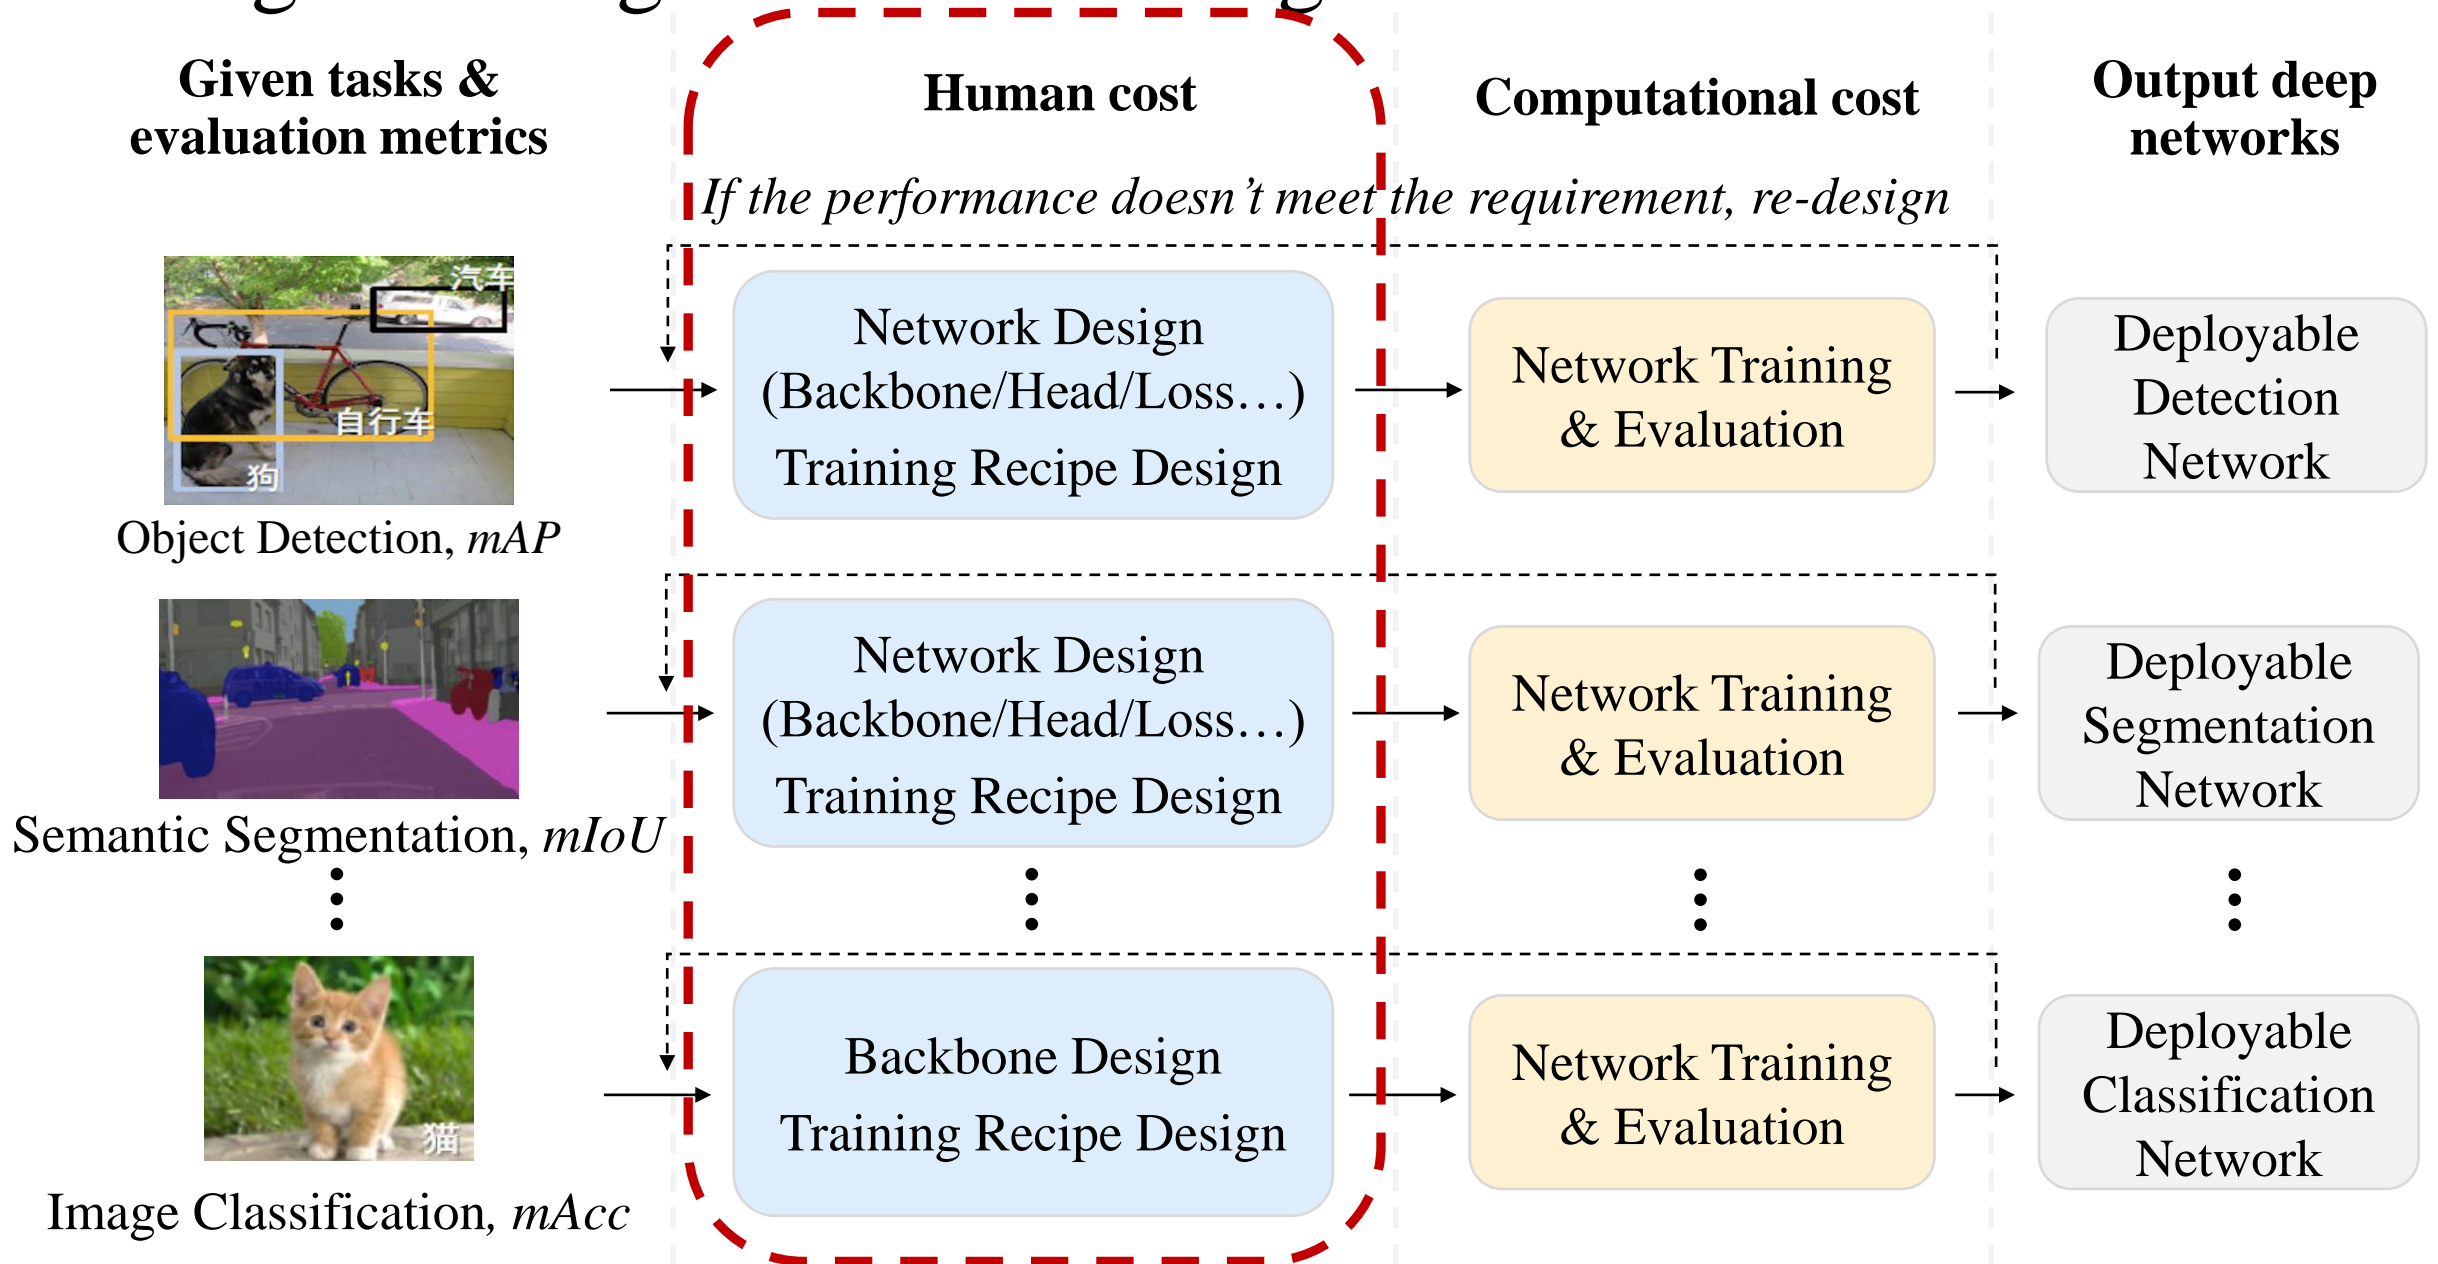 Given tasks &
evaluation metrics
Human cost
Computational cost
Output deep
networks
If the performance doesn’t meet the requirement, re-design
汽车
自行车
狗
Object Detection, mAP
Network Design
(Backbone/Head/Loss…)
Training Recipe Design
Network Training
& Evaluation
Deployable
Detection
Network
Semantic Segmentation, mIoU
Network Design
(Backbone/Head/Loss…)
Training Recipe Design
Network Training
& Evaluation
Deployable
Segmentation
Network
猫
Image Classification, mAcc
Backbone Design
Training Recipe Design
Network Training
& Evaluation
Deployable
Classification
Network